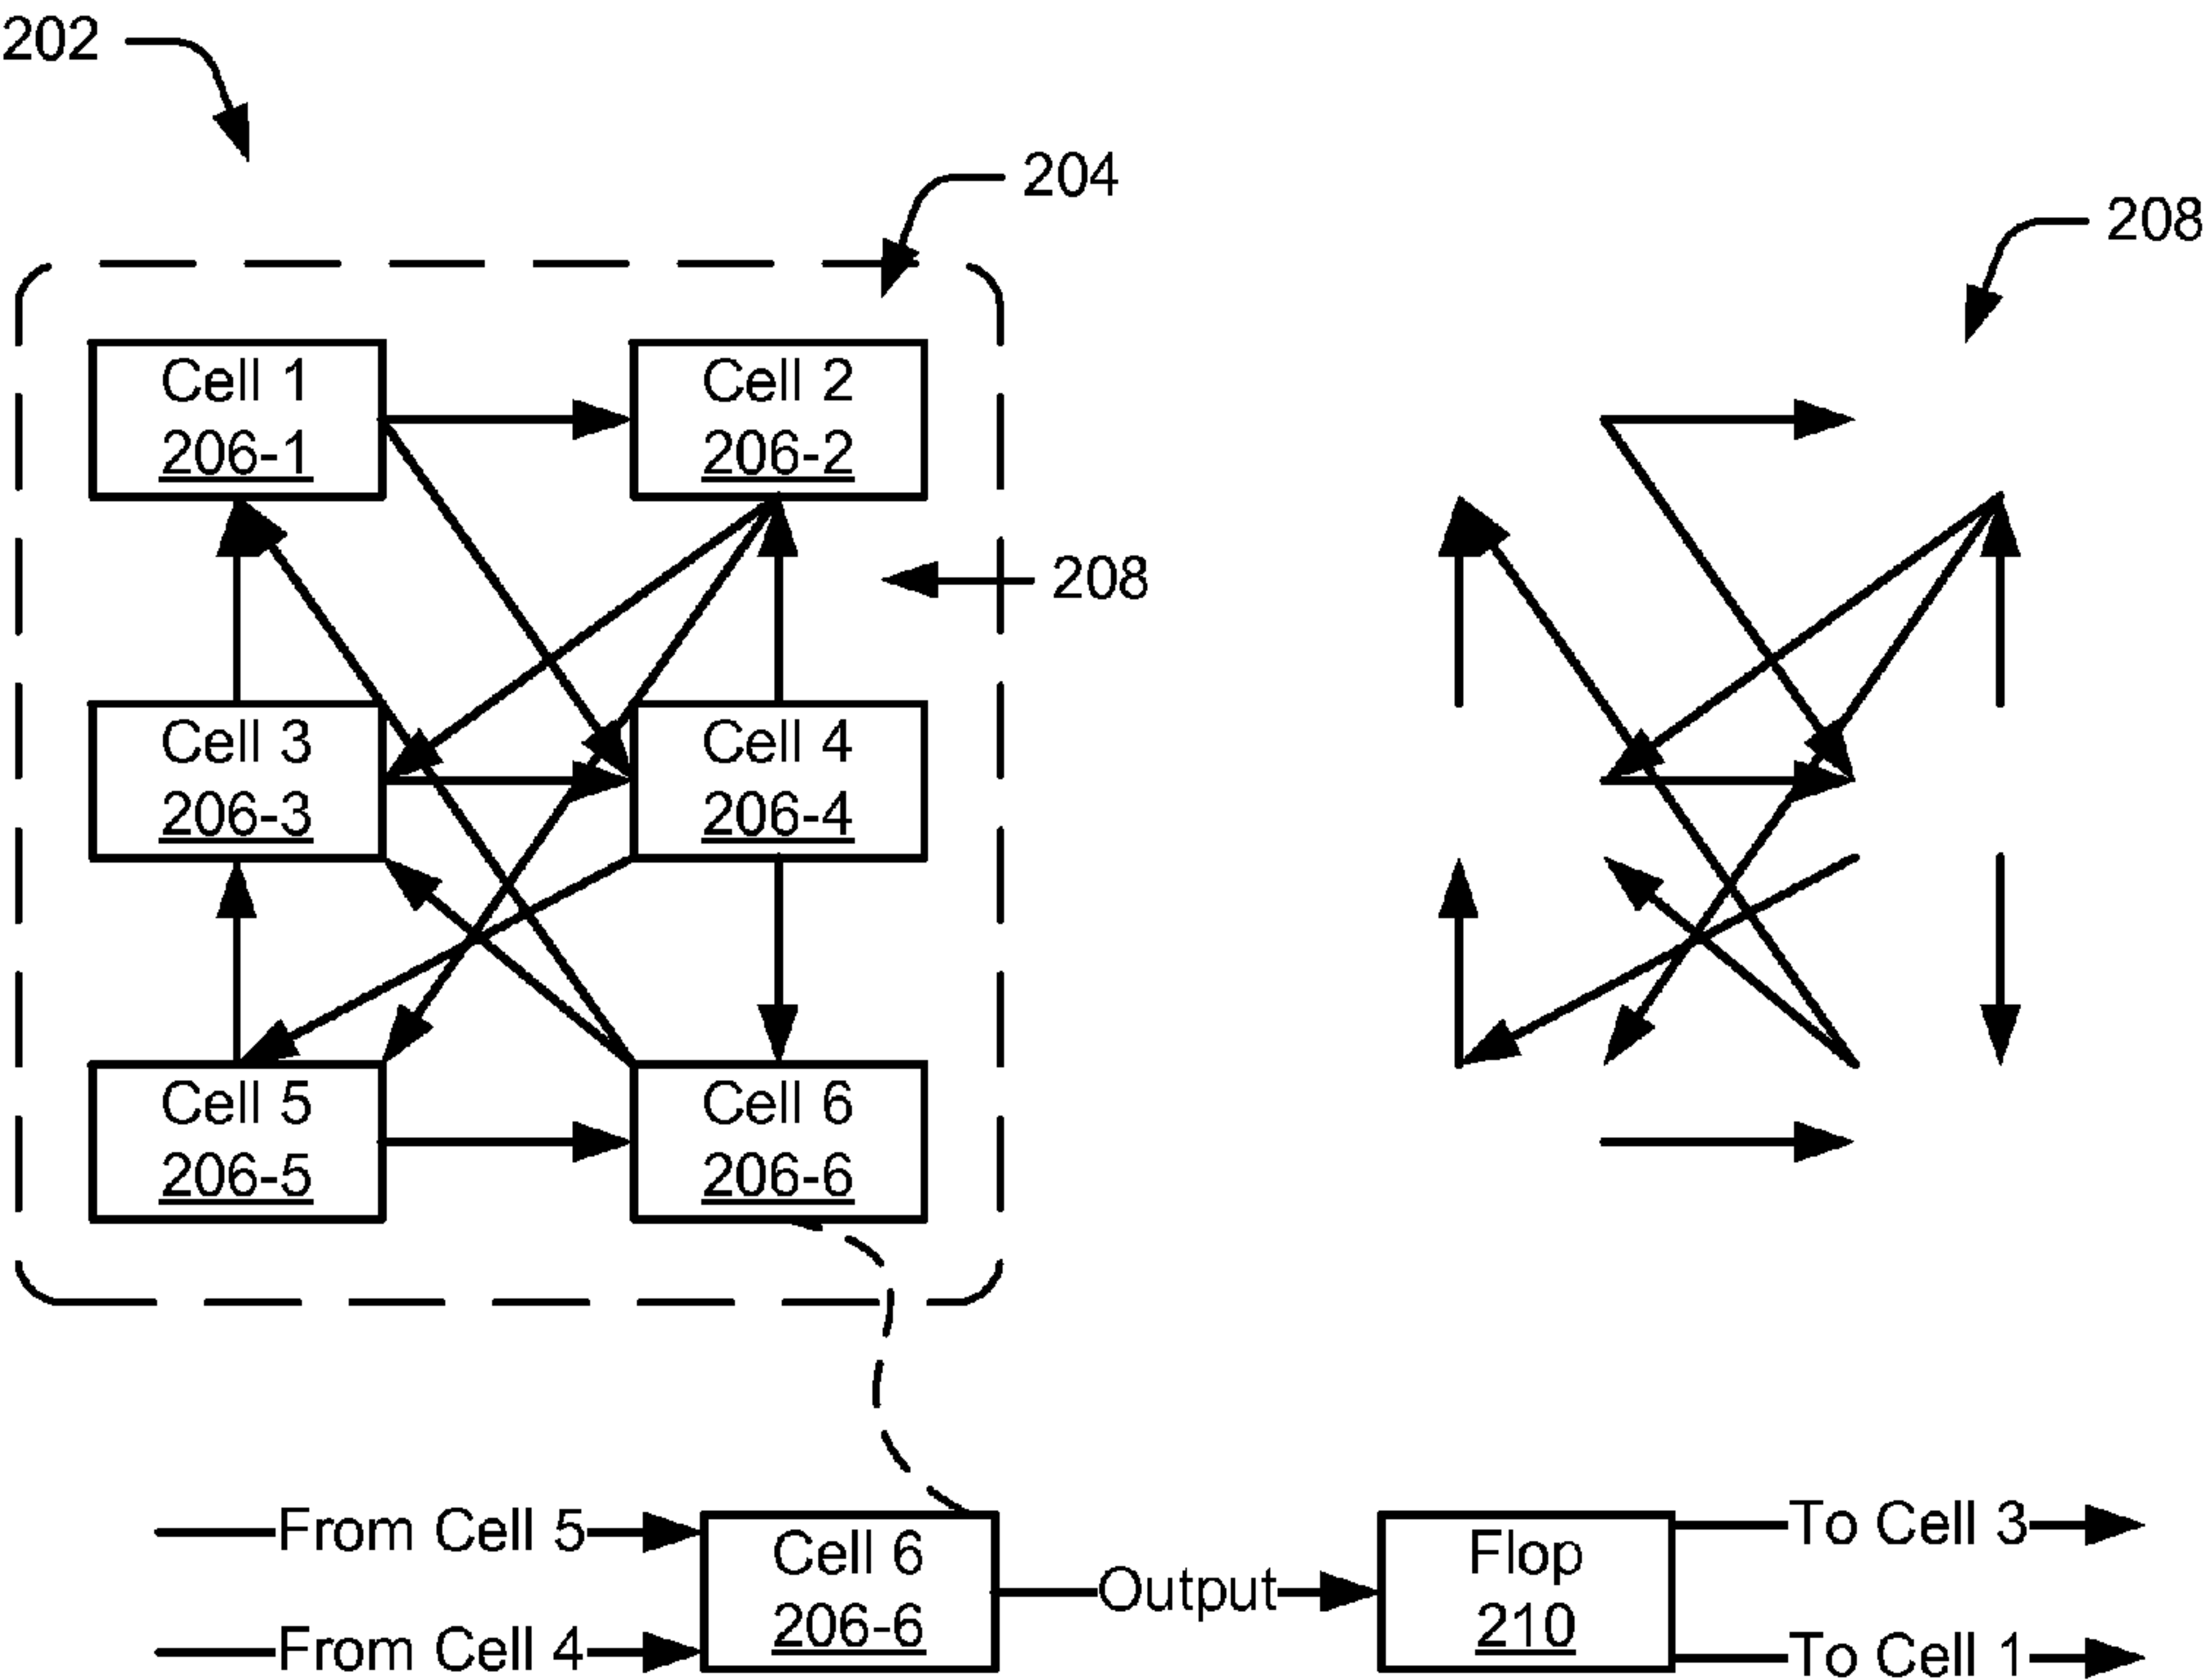 202
204
208
Cell 1
206-1
Cell 2
206-2
208
Cell 3
206-3
Cell 4
206-4
Cell 5
206-5
Cell 6
206-6
From Cell 5
From Cell 4
Cell 6
206-6
Output
Flop
210
To Cell 3
To Cell 1